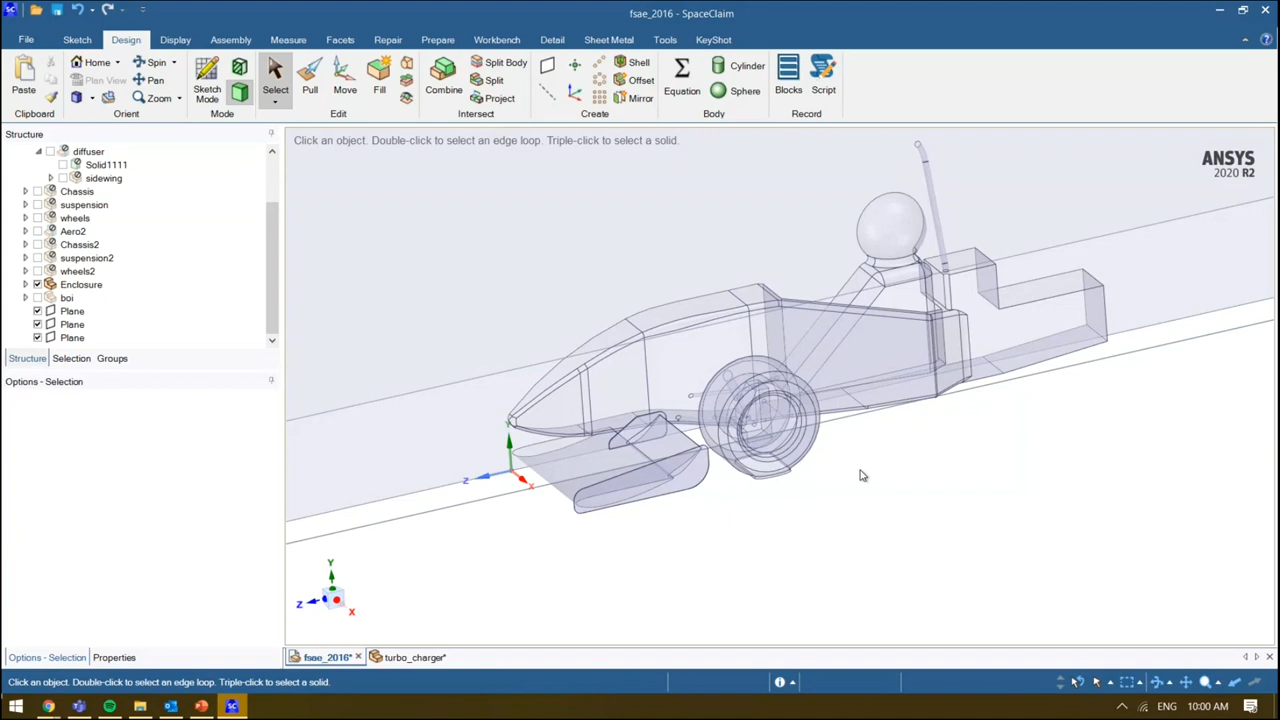 fsae_2016 - SpaceClaim
File Sketch Design Display Assembly Measure Facets Repair Prepare Workbench Detail Sheet Metal Tools KeyShot
Paste
Clipboard
Home Spin
Plan View Pan
Zoom
Orient
Sketch Mode
Mode
Select Pull Move Fill
Edit
Combine Split Body
Split
Project
Intersect
Shell
Offset
Mirror
Create
Equation Cylinder
Sphere
Body
Blocks Script
Record
Structure
diffuser
Solid1111
sidewing
Chassis
suspension
wheels
Aero2
Chassis2
suspension2
wheels2
Enclosure
boi
Plane
Plane
Plane
Structure Selection Groups
Options - Selection
Click an object. Double-click to select an edge loop. Triple-click to select a solid.
ANSYS
2020 R2
Y
Z
X
Y
Z
X
Options - Selection Properties
fsae_2016* turbo_charger*
Click an object. Double-click to select an edge loop. Triple-click to select a solid.
ENG 10:00 AM